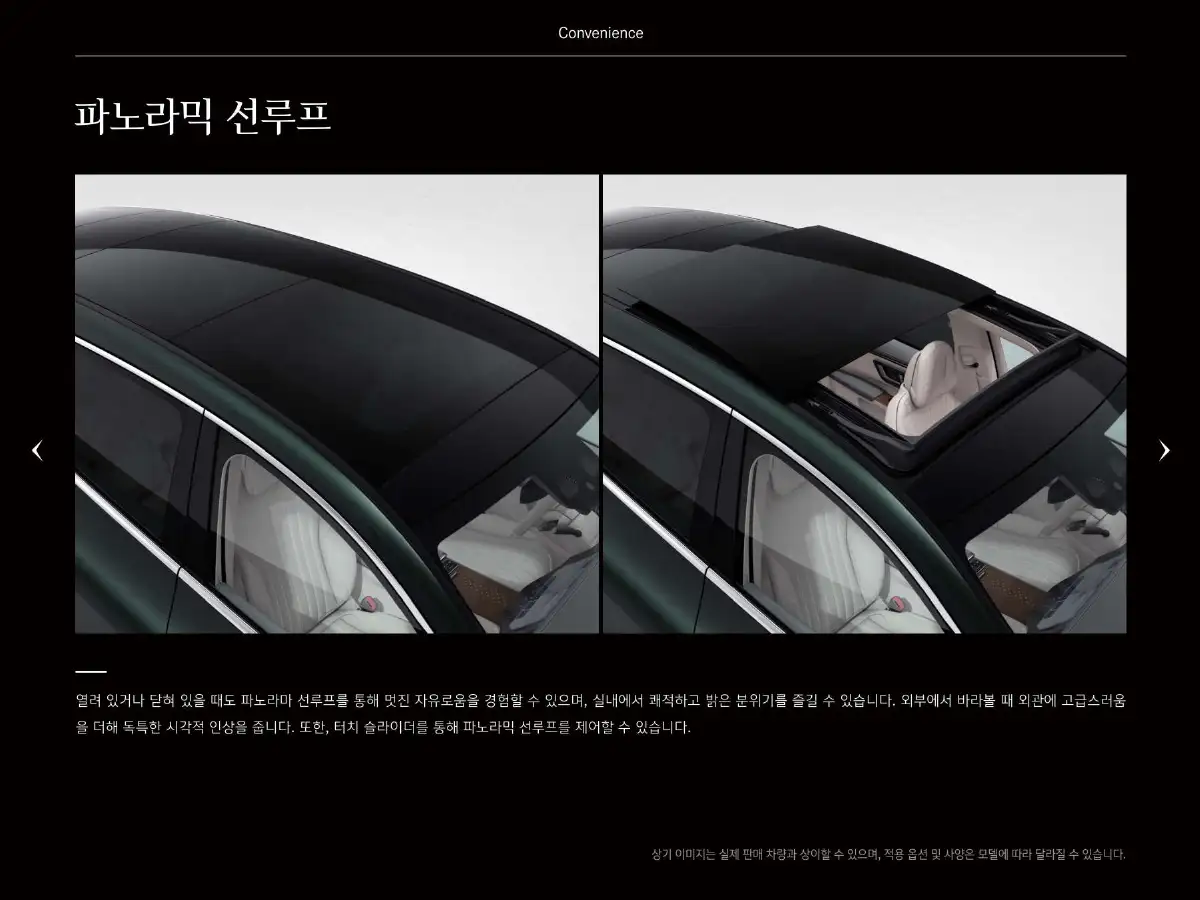 Convenience
파노라믹 선루프
열려 있거나 닫혀 있을 때도 파노라마 선루프를 통해 멋진 자유로움을 경험할 수 있으며, 실내에서 쾌적하고 밝은 분위기를 즐길 수 있습니다. 외부에서 바라볼 때 외관에 고급스러움
을 더해 독특한 시각적 인상을 줍니다. 또한, 터치 슬라이더를 통해 파노라믹 선루프를 제어할 수 있습니다.
상기 이미지는 실제 판매 차량과 상이할 수 있으며, 적용 옵션 및 사양은 모델에 따라 달라질 수 있습니다.